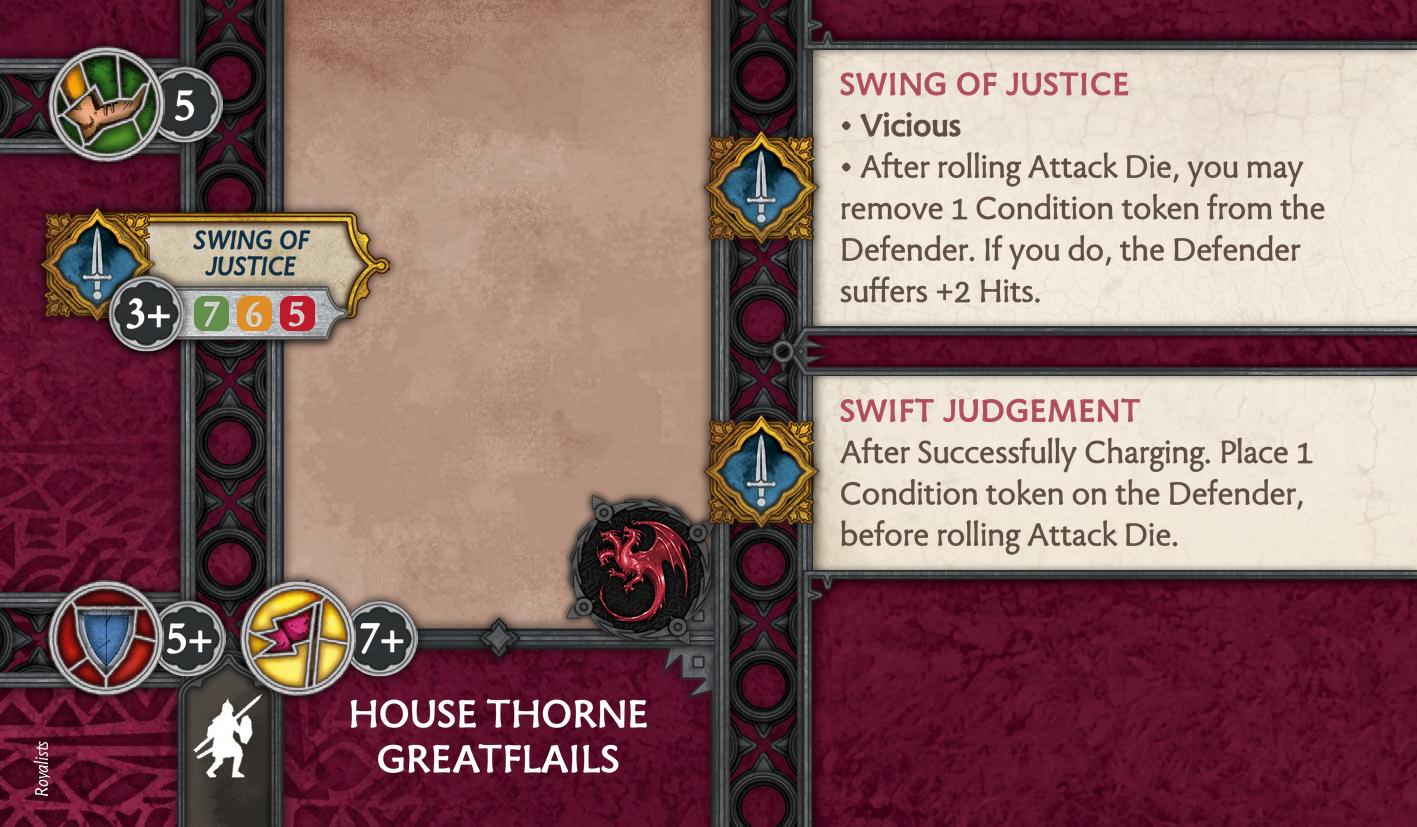 5
SWING OF
JUSTICE
3+ 7 6 5
5+ 7+
HOUSE THORNE
GREATFLAILS
Royalists
SWING OF JUSTICE
• Vicious
• After rolling Attack Die, you may
remove 1 Condition token from the
Defender. If you do, the Defender
suffers +2 Hits.
SWIFT JUDGEMENT
After Successfully Charging. Place 1
Condition token on the Defender,
before rolling Attack Die.